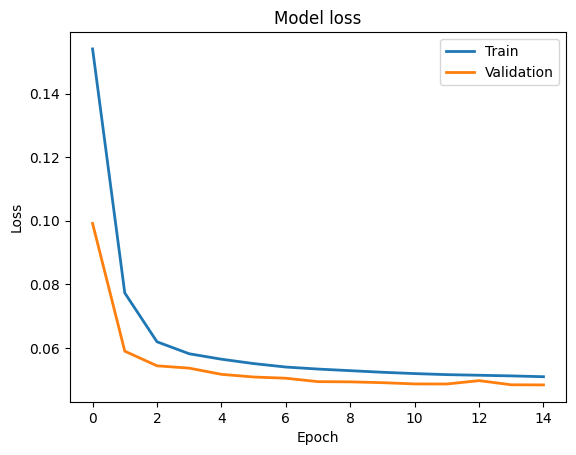 Model loss
Train
Validation
0.14
0.12
0.10
0.08
0.06
Loss
0 2 4 6 8 10 12 14
Epoch